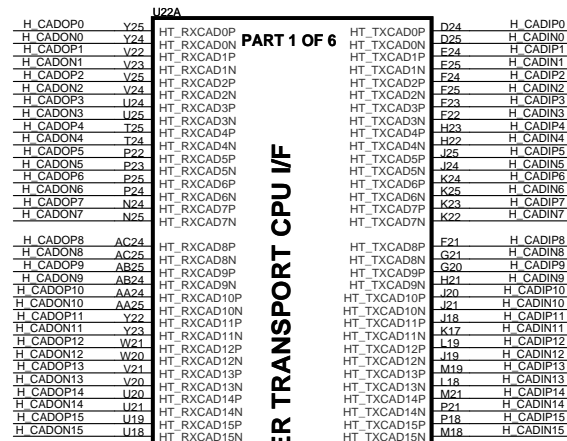 U22A
PART 1 OF 6
H_CADOP0 Y25 HT_RXCAD0P HT_TXCAD0P D24 H_CADIP0
H_CADON0 Y24 HT_RXCAD0N HT_TXCAD0N D25 H_CADIN0
H_CADOP1 V22 HT_RXCAD1P HT_TXCAD1P E24 H_CADIP1
H_CADON1 V23 HT_RXCAD1N HT_TXCAD1N E25 H_CADIN1
H_CADOP2 V25 HT_RXCAD2P HT_TXCAD2P F24 H_CADIP2
H_CADON2 V24 HT_RXCAD2N HT_TXCAD2N F25 H_CADIN2
H_CADOP3 U24 HT_RXCAD3P HT_TXCAD3P F23 H_CADIP3
H_CADON3 U25 HT_RXCAD3N HT_TXCAD3N F22 H_CADIN3
H_CADOP4 T25 HT_RXCAD4P HT_TXCAD4P H23 H_CADIP4
H_CADON4 T24 HT_RXCAD4N HT_TXCAD4N H22 H_CADIN4
H_CADOP5 P22 HT_RXCAD5P HT_TXCAD5P J25 H_CADIP5
H_CADON5 P23 HT_RXCAD5N HT_TXCAD5N J24 H_CADIN5
H_CADOP6 P25 HT_RXCAD6P HT_TXCAD6P K24 H_CADIP6
H_CADON6 P24 HT_RXCAD6N HT_TXCAD6N K25 H_CADIN6
H_CADOP7 N24 HT_RXCAD7P HT_TXCAD7P K23 H_CADIP7
H_CADON7 N25 HT_RXCAD7N HT_TXCAD7N K22 H_CADIN7
H_CADOP8 AC24 HT_RXCAD8P HT_TXCAD8P F21 H_CADIP8
H_CADON8 AC25 HT_RXCAD8N HT_TXCAD8N G21 H_CADIN8
H_CADOP9 AB25 HT_RXCAD9P HT_TXCAD9P G20 H_CADIP9
H_CADON9 AB24 HT_RXCAD9N HT_TXCAD9N H21 H_CADIN9
H_CADOP10 AA24 HT_RXCAD10P HT_TXCAD10P J20 H_CADIP10
H_CADON10 AA25 HT_RXCAD10N HT_TXCAD10N J21 H_CADIN10
H_CADOP11 Y22 HT_RXCAD11P HT_TXCAD11P J18 H_CADIP11
H_CADON11 Y23 HT_RXCAD11N HT_TXCAD11N K17 H_CADIN11
H_CADOP12 W21 HT_RXCAD12P HT_TXCAD12P L19 H_CADIP12
H_CADON12 W20 HT_RXCAD12N HT_TXCAD12N J19 H_CADIN12
H_CADOP13 V21 HT_RXCAD13P HT_TXCAD13P M19 H_CADIP13
H_CADON13 V20 HT_RXCAD13N HT_TXCAD13N L18 H_CADIN13
H_CADOP14 U20 HT_RXCAD14P HT_TXCAD14P M21 H_CADIP14
H_CADON14 U21 HT_RXCAD14N HT_TXCAD14N P21 H_CADIN14
H_CADOP15 U19 HT_RXCAD15P HT_TXCAD15P P18 H_CADIP15
H_CADON15 U18 HT_RXCAD15N HT_TXCAD15N M18 H_CADIN15
ER TRANSPORT CPU I/F